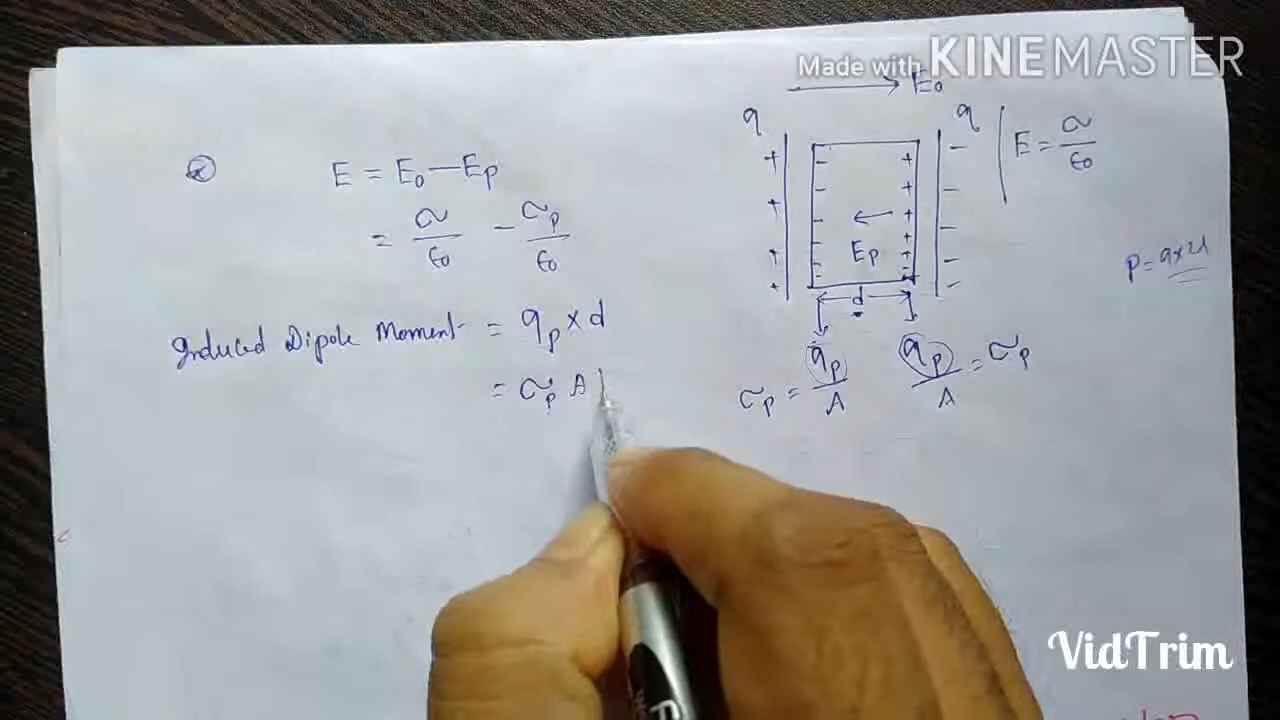 Made with KINEMASTER
→ E₀
q q
E = σ/ε₀
+ + + +
- - - - -
+ + + + +
- - - - -
← Eₚ
d
p = q×2l
E = E₀ — Eₚ
= σ/ε₀ - σₚ/ε₀
Induced Dipole Moment = qₚ × d
= σₚ A
σₚ = qₚ/A
qₚ/A = σₚ
VidTrim